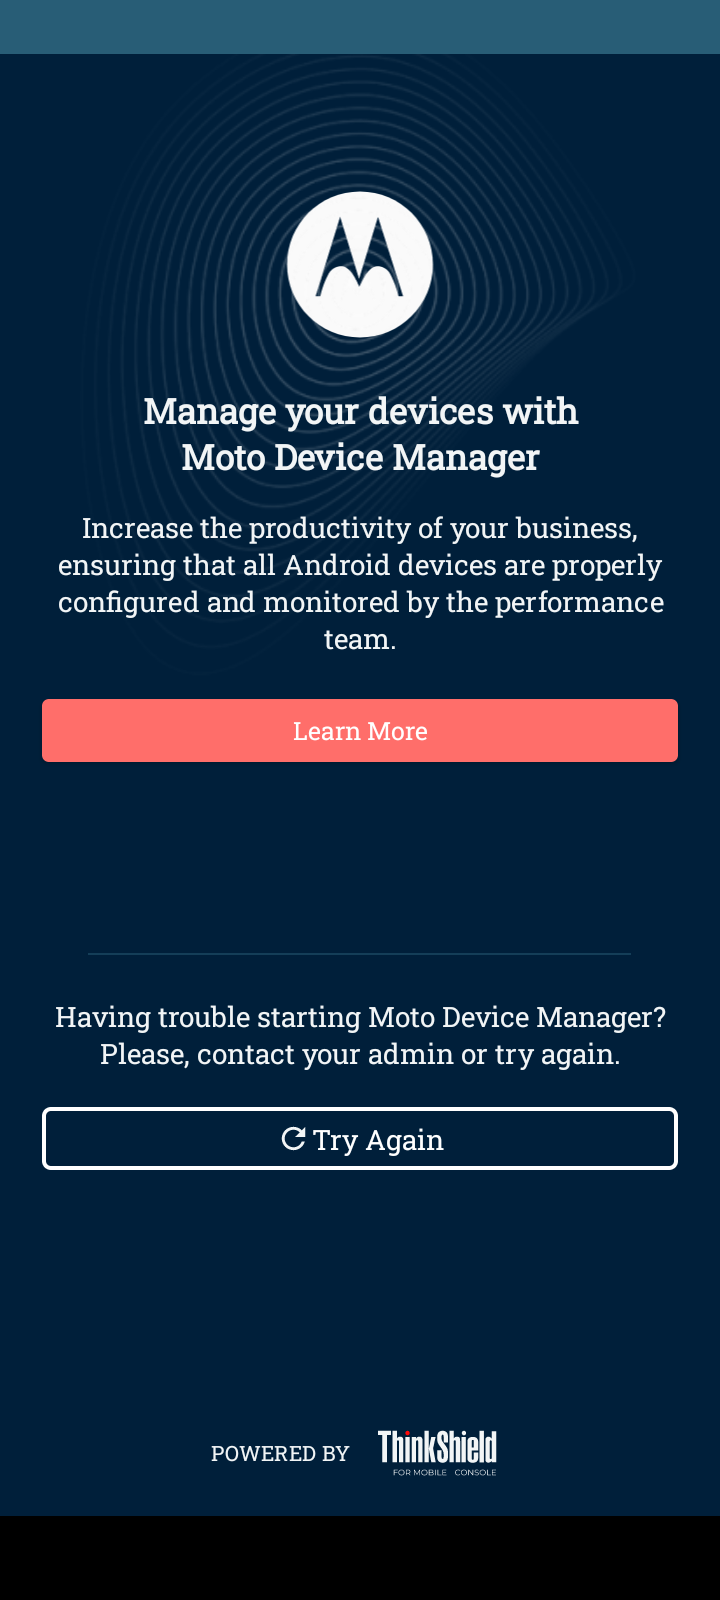 Manage your devices with
Moto Device Manager
Increase the productivity of your business,
ensuring that all Android devices are properly
configured and monitored by the performance
team.
Learn More
Having trouble starting Moto Device Manager?
Please, contact your admin or try again.
Try Again
POWERED BY
ThinkShield
FOR MOBILE CONSOLE